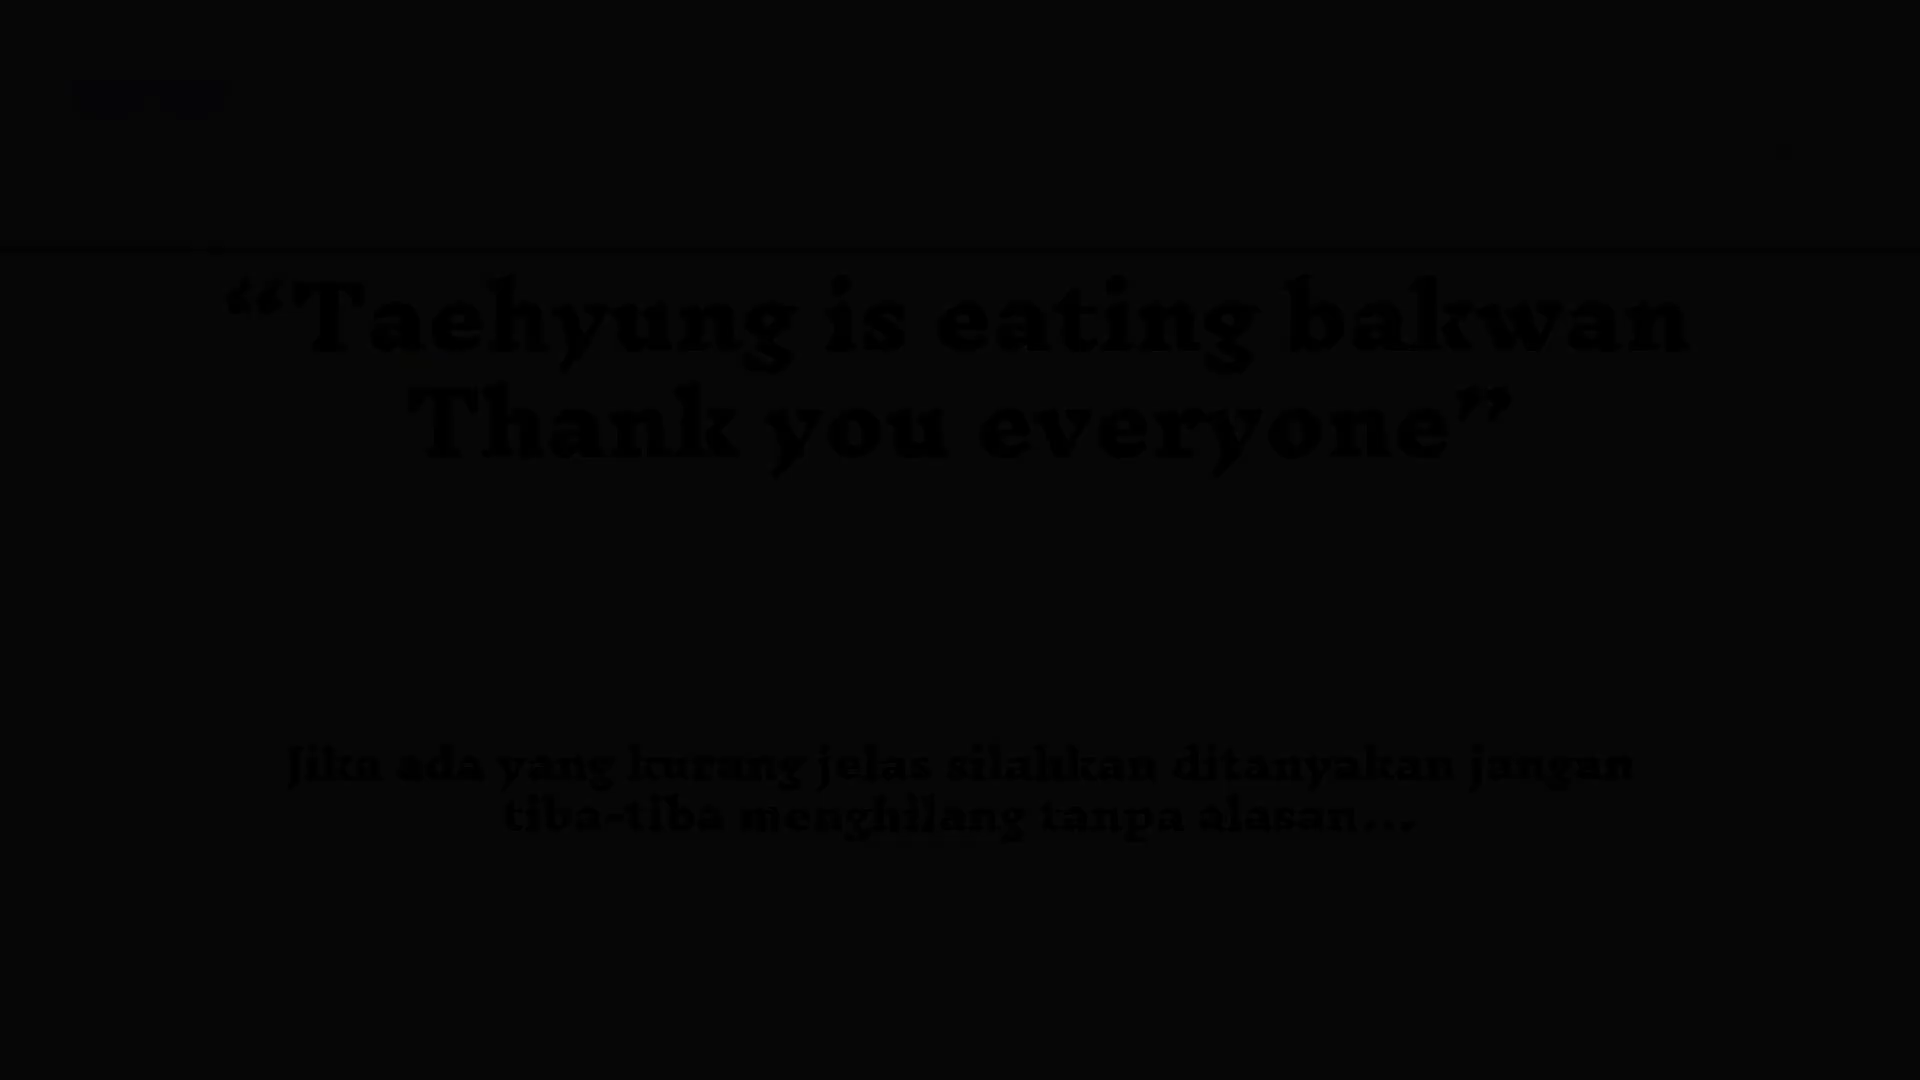 “Taehyung is eating bakwan
Thank you everyone”
Jika ada yang kurang jelas silahkan ditanyakan jangan
tiba-tiba menghilang tanpa alasan...